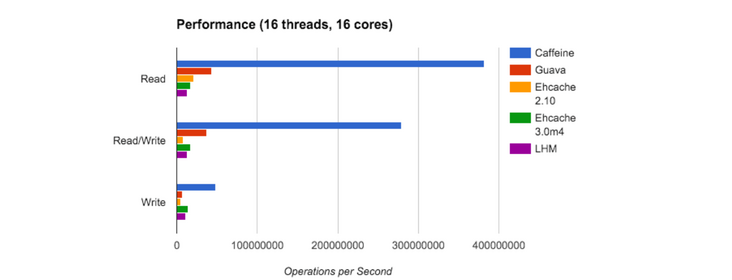 Performance (16 threads, 16 cores)
Caffeine
Guava
Ehcache
2.10
Ehcache
3.0m4
LHM
Read
Read/Write
Write
0 100000000 200000000 300000000 400000000
Operations per Second